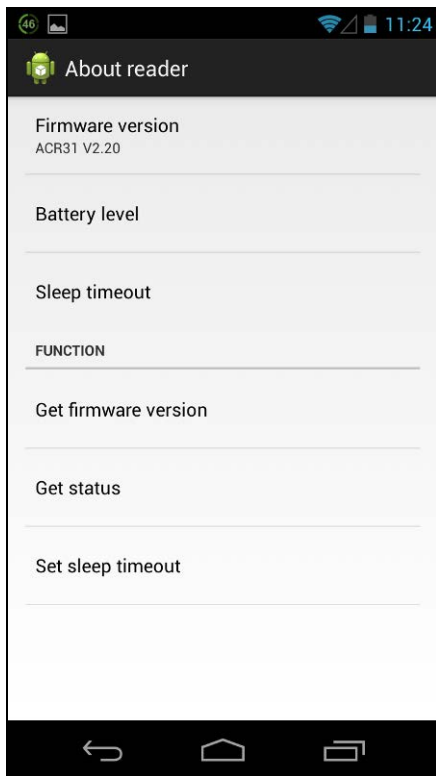 46
11:24
About reader
Firmware version
ACR31 V2.20
Battery level
Sleep timeout
FUNCTION
Get firmware version
Get status
Set sleep timeout